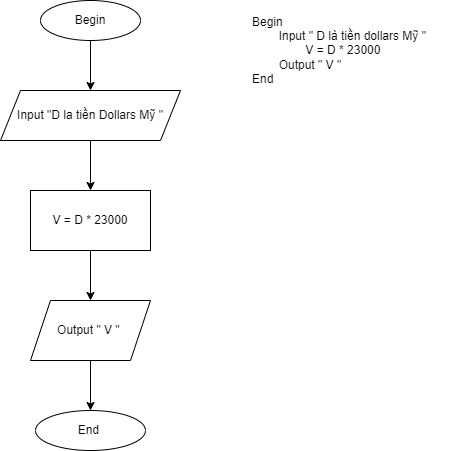 Begin
Input "D la tiền Dollars Mỹ "
V = D * 23000
Output " V "
End
Begin
Input " D là tiền dollars Mỹ "
V = D * 23000
Output " V "
End